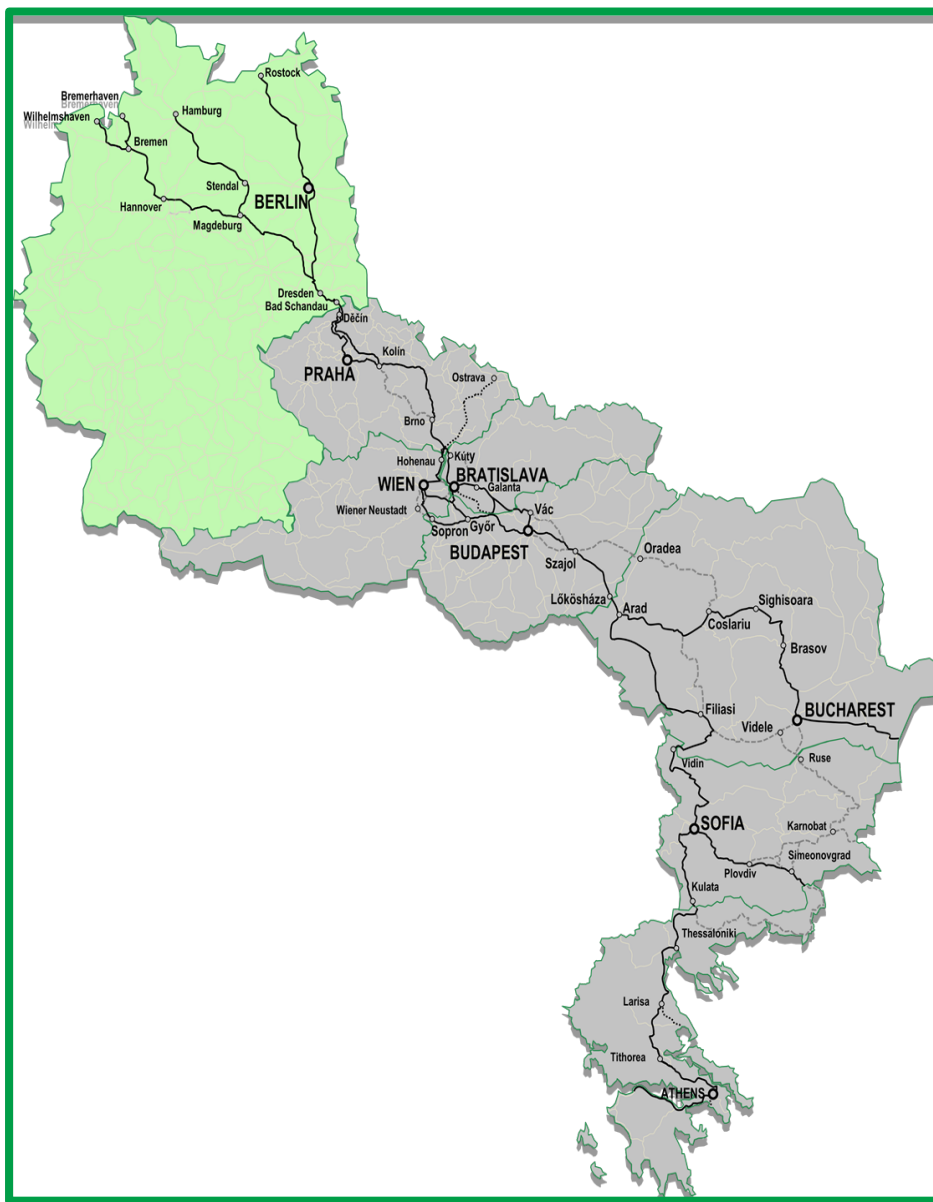 Rostock
Bremerhaven
Bremerhaven
Hamburg
Wilhelmshaven
Wilhelm
Bremen
Stendal
BERLIN
Hannover
Magdeburg
Dresden
Bad Schandau
Děčín
Kolín
PRAHA
Ostrava
Brno
Hohenau
Kúty
WIEN
BRATISLAVA
Galanta
Wiener Neustadt
Vác
Sopron
Győr
BUDAPEST
Szajol
Oradea
Lőkösháza
Arad
Sighisoara
Coslariu
Brasov
Filiasi
BUCHAREST
Videle
Vidin
Ruse
SOFIA
Karnobat
Simeonovgrad
Plovdiv
Kulata
Thessaloniki
Larisa
Tithorea
ATHENS